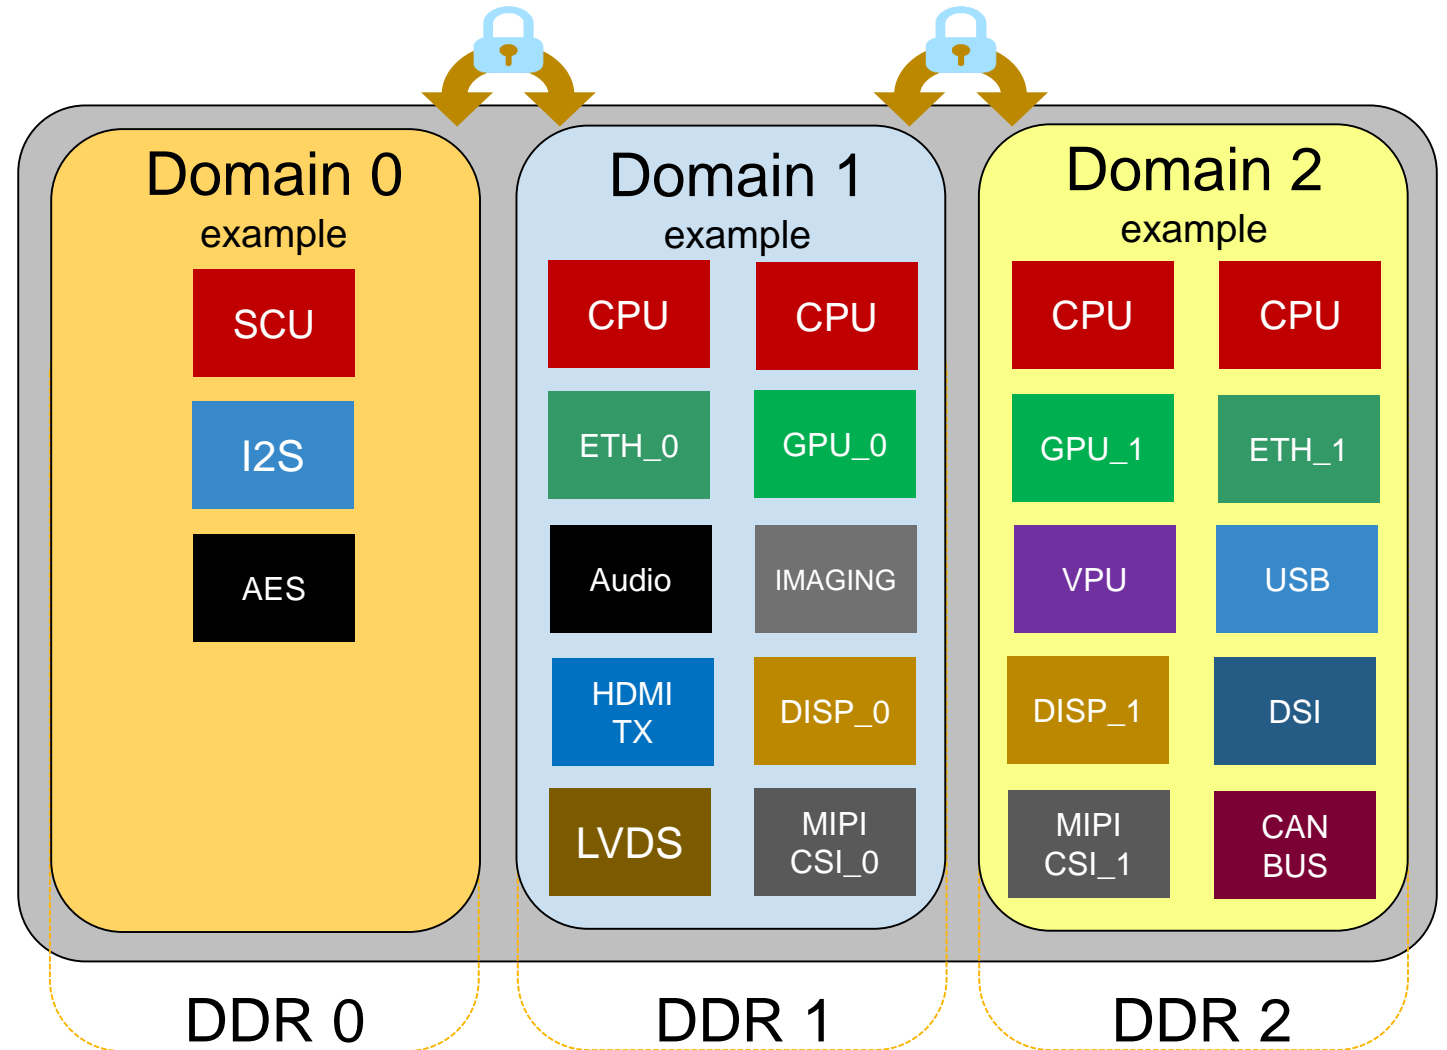 Domain 0
example
SCU
I2S
AES
Domain 1
example
CPU
CPU
ETH_0
GPU_0
Audio
IMAGING
HDMI
TX
DISP_0
LVDS
MIPI
CSI_0
Domain 2
example
CPU
CPU
GPU_1
ETH_1
VPU
USB
DISP_1
DSI
MIPI
CSI_1
CAN
BUS
DDR 0
DDR 1
DDR 2